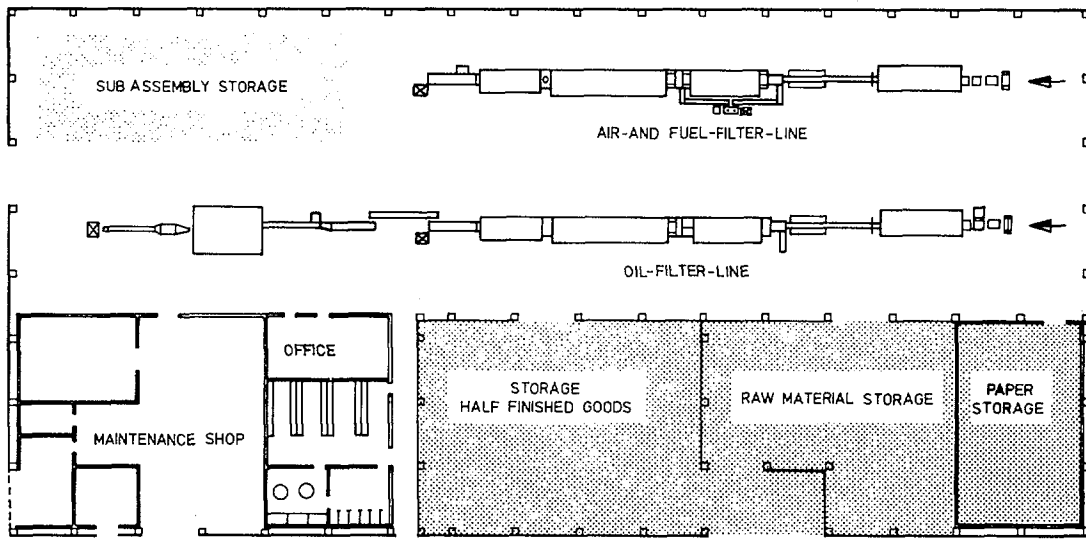 SUB ASSEMBLY STORAGE
AIR-AND FUEL-FILTER-LINE
OIL-FILTER-LINE
OFFICE
STORAGE
HALF FINISHED GOODS
RAW MATERIAL STORAGE
PAPER
STORAGE
MAINTENANCE SHOP